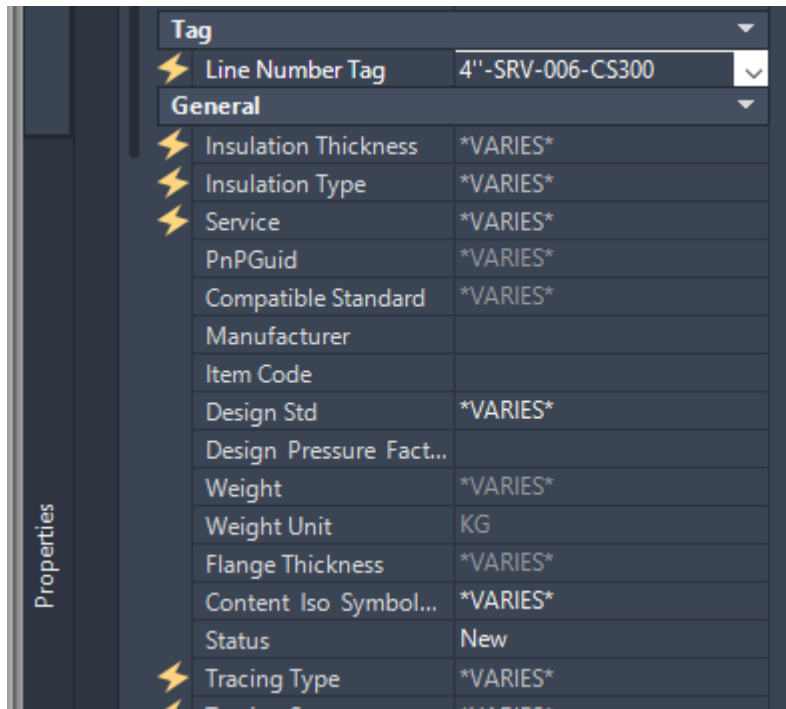 Tag
Line Number Tag 4''-SRV-006-CS300
General
Insulation Thickness *VARIES*
Insulation Type *VARIES*
Service *VARIES*
PnPGuid *VARIES*
Compatible Standard *VARIES*
Manufacturer
Item Code
Design Std *VARIES*
Design Pressure Fact...
Weight *VARIES*
Weight Unit KG
Flange Thickness *VARIES*
Content Iso Symbol... *VARIES*
Status New
Tracing Type *VARIES*
Properties